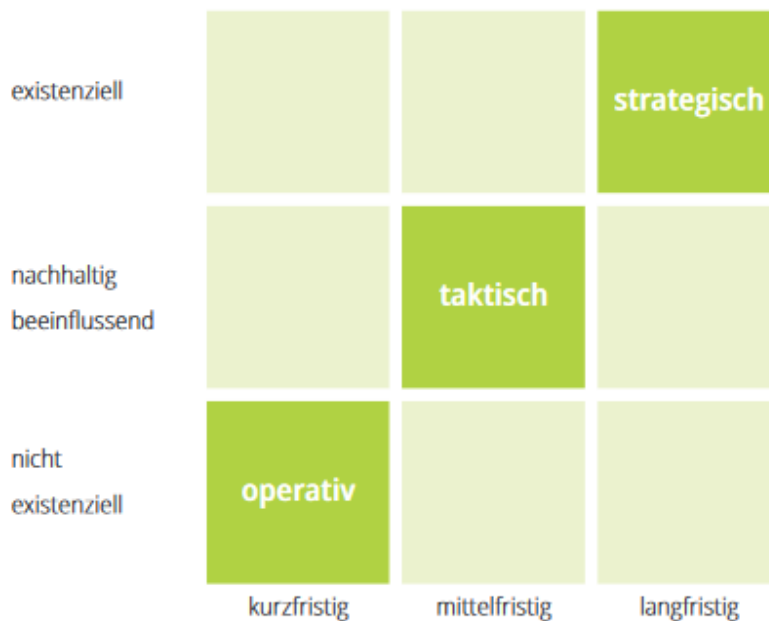 existenziell
strategisch
nachhaltig
beeinflussend
taktisch
nicht
existenziell
operativ
kurzfristig mittelfristig langfristig